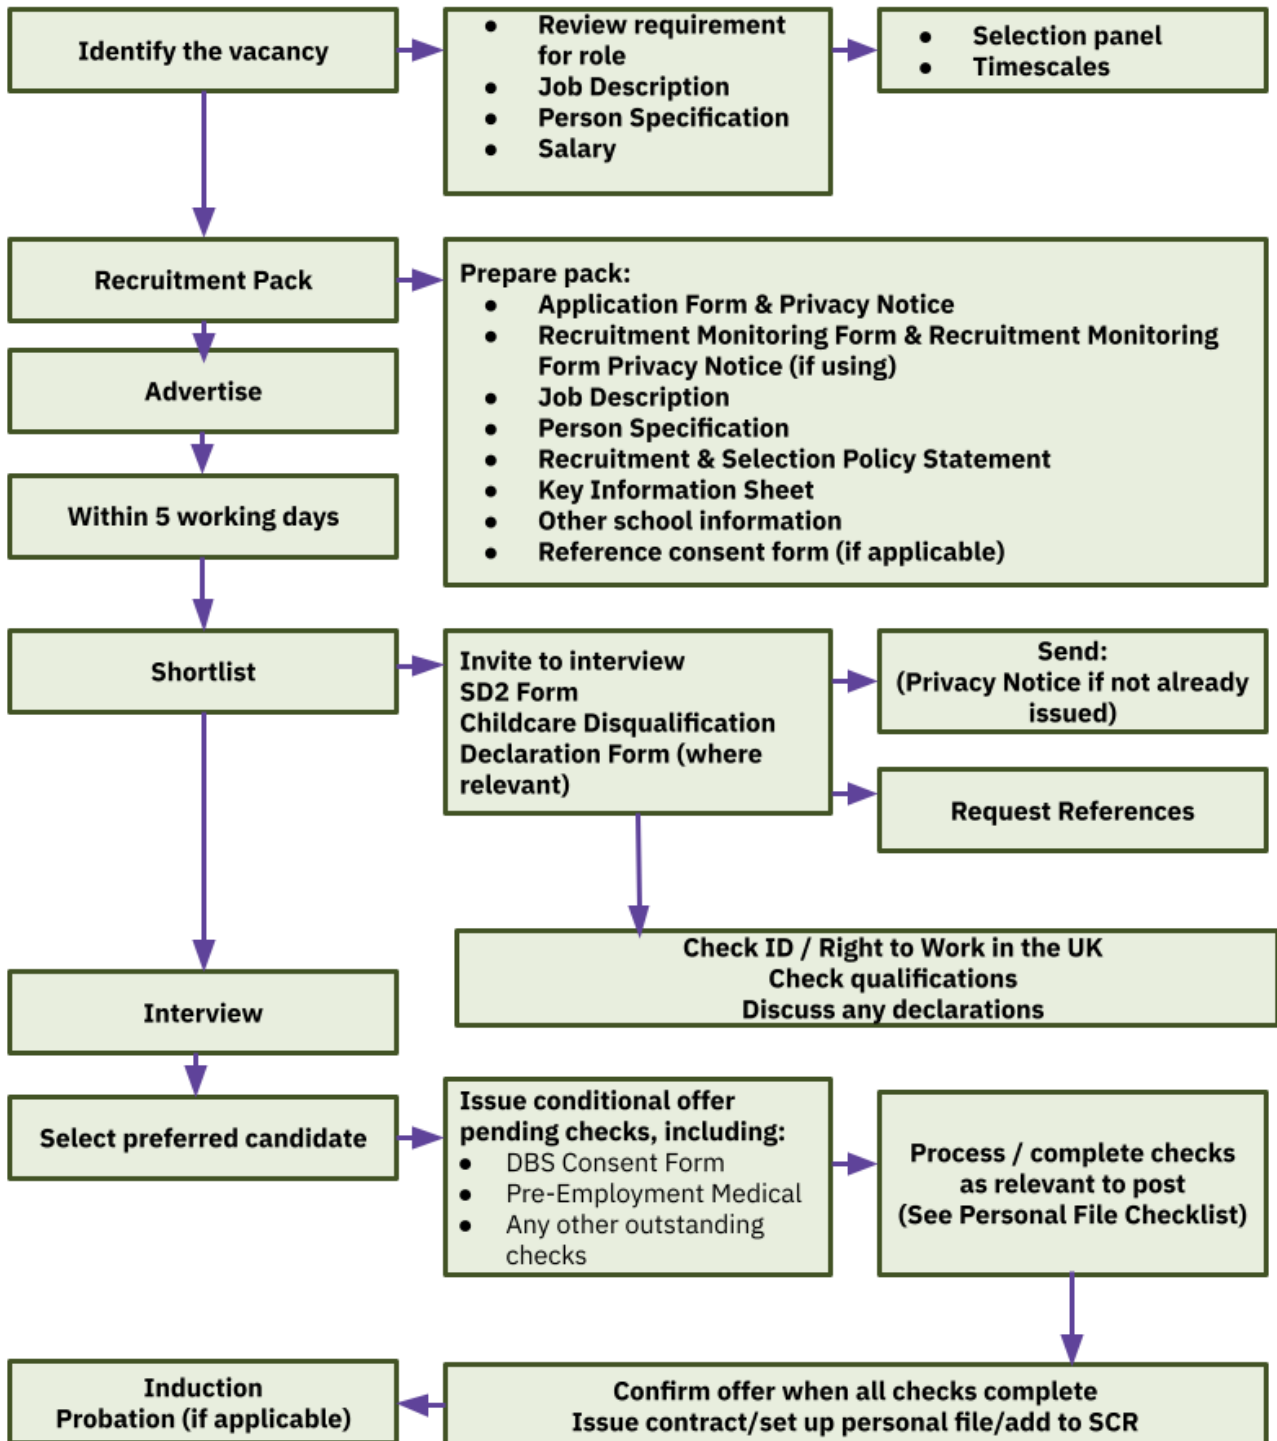 Identify the vacancy
● Review requirement
for role
● Job Description
● Person Specification
● Salary
● Selection panel
● Timescales
Recruitment Pack
Prepare pack:
● Application Form & Privacy Notice
● Recruitment Monitoring Form & Recruitment Monitoring
Form Privacy Notice (if using)
● Job Description
● Person Specification
● Recruitment & Selection Policy Statement
● Key Information Sheet
● Other school information
● Reference consent form (if applicable)
Advertise
Within 5 working days
Shortlist
Invite to interview
SD2 Form
Childcare Disqualification
Declaration Form (where
relevant)
Send:
(Privacy Notice if not already
issued)
Request References
Check ID / Right to Work in the UK
Check qualifications
Discuss any declarations
Interview
Select preferred candidate
Issue conditional offer
pending checks, including:
● DBS Consent Form
● Pre-Employment Medical
● Any other outstanding
checks
Process / complete checks
as relevant to post
(See Personal File Checklist)
Confirm offer when all checks complete
Issue contract/set up personal file/add to SCR
Induction
Probation (if applicable)